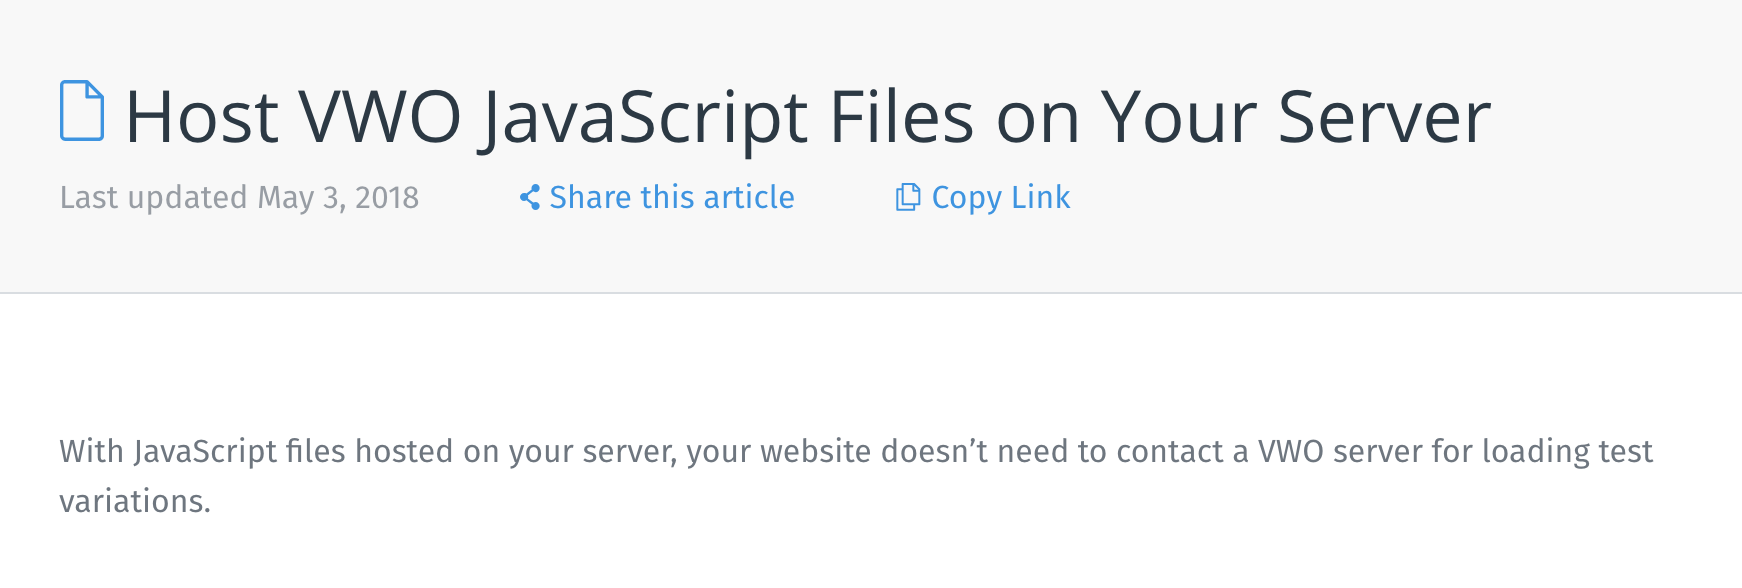 Host VWO JavaScript Files on Your Server
Last updated May 3, 2018 Share this article Copy Link
With JavaScript files hosted on your server, your website doesn’t need to contact a VWO server for loading test
variations.